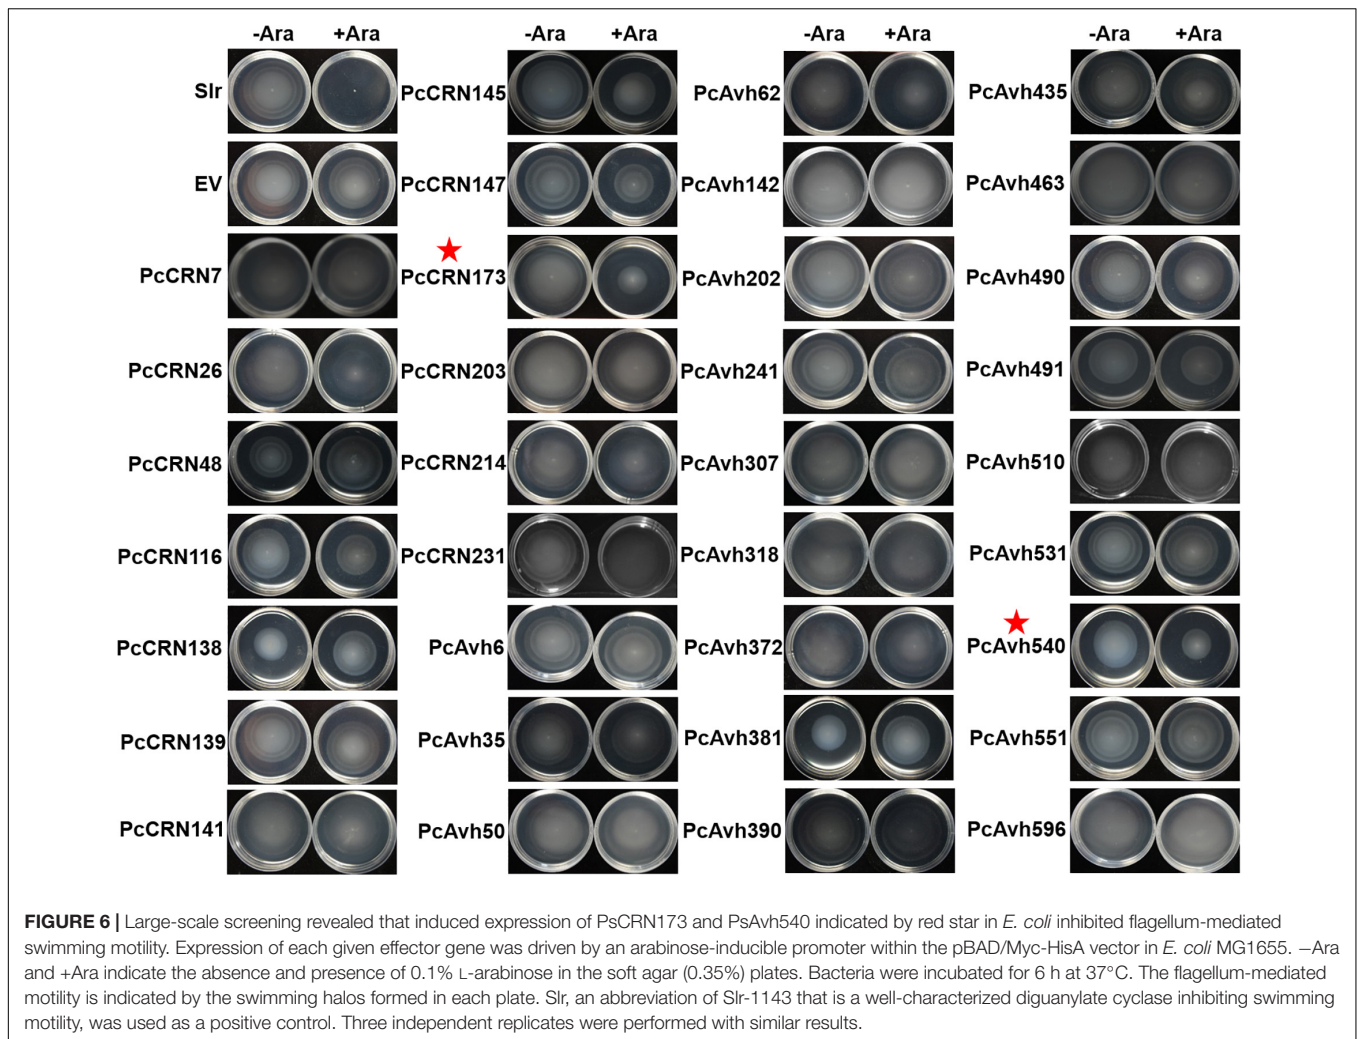 -Ara +Ara -Ara +Ara -Ara +Ara -Ara +Ara
Slr PcCRN145 PcAvh62 PcAvh435
EV PcCRN147 PcAvh142 PcAvh463
PcCRN7 PcCRN173 PcAvh202 PcAvh490
PcCRN26 PcCRN203 PcAvh241 PcAvh491
PcCRN48 PcCRN214 PcAvh307 PcAvh510
PcCRN116 PcCRN231 PcAvh318 PcAvh531
PcCRN138 PcAvh6 PcAvh372 PcAvh540
PcCRN139 PcAvh35 PcAvh381 PcAvh551
PcCRN141 PcAvh50 PcAvh390 PcAvh596
FIGURE 6 | Large-scale screening revealed that induced expression of PsCRN173 and PsAvh540 indicated by red star in E. coli inhibited flagellum-mediated
swimming motility. Expression of each given effector gene was driven by an arabinose-inducible promoter within the pBAD/Myc-HisA vector in E. coli MG1655. −Ara
and +Ara indicate the absence and presence of 0.1% L-arabinose in the soft agar (0.35%) plates. Bacteria were incubated for 6 h at 37°C. The flagellum-mediated
motility is indicated by the swimming halos formed in each plate. Slr, an abbreviation of Slr-1143 that is a well-characterized diguanylate cyclase inhibiting swimming
motility, was used as a positive control. Three independent replicates were performed with similar results.